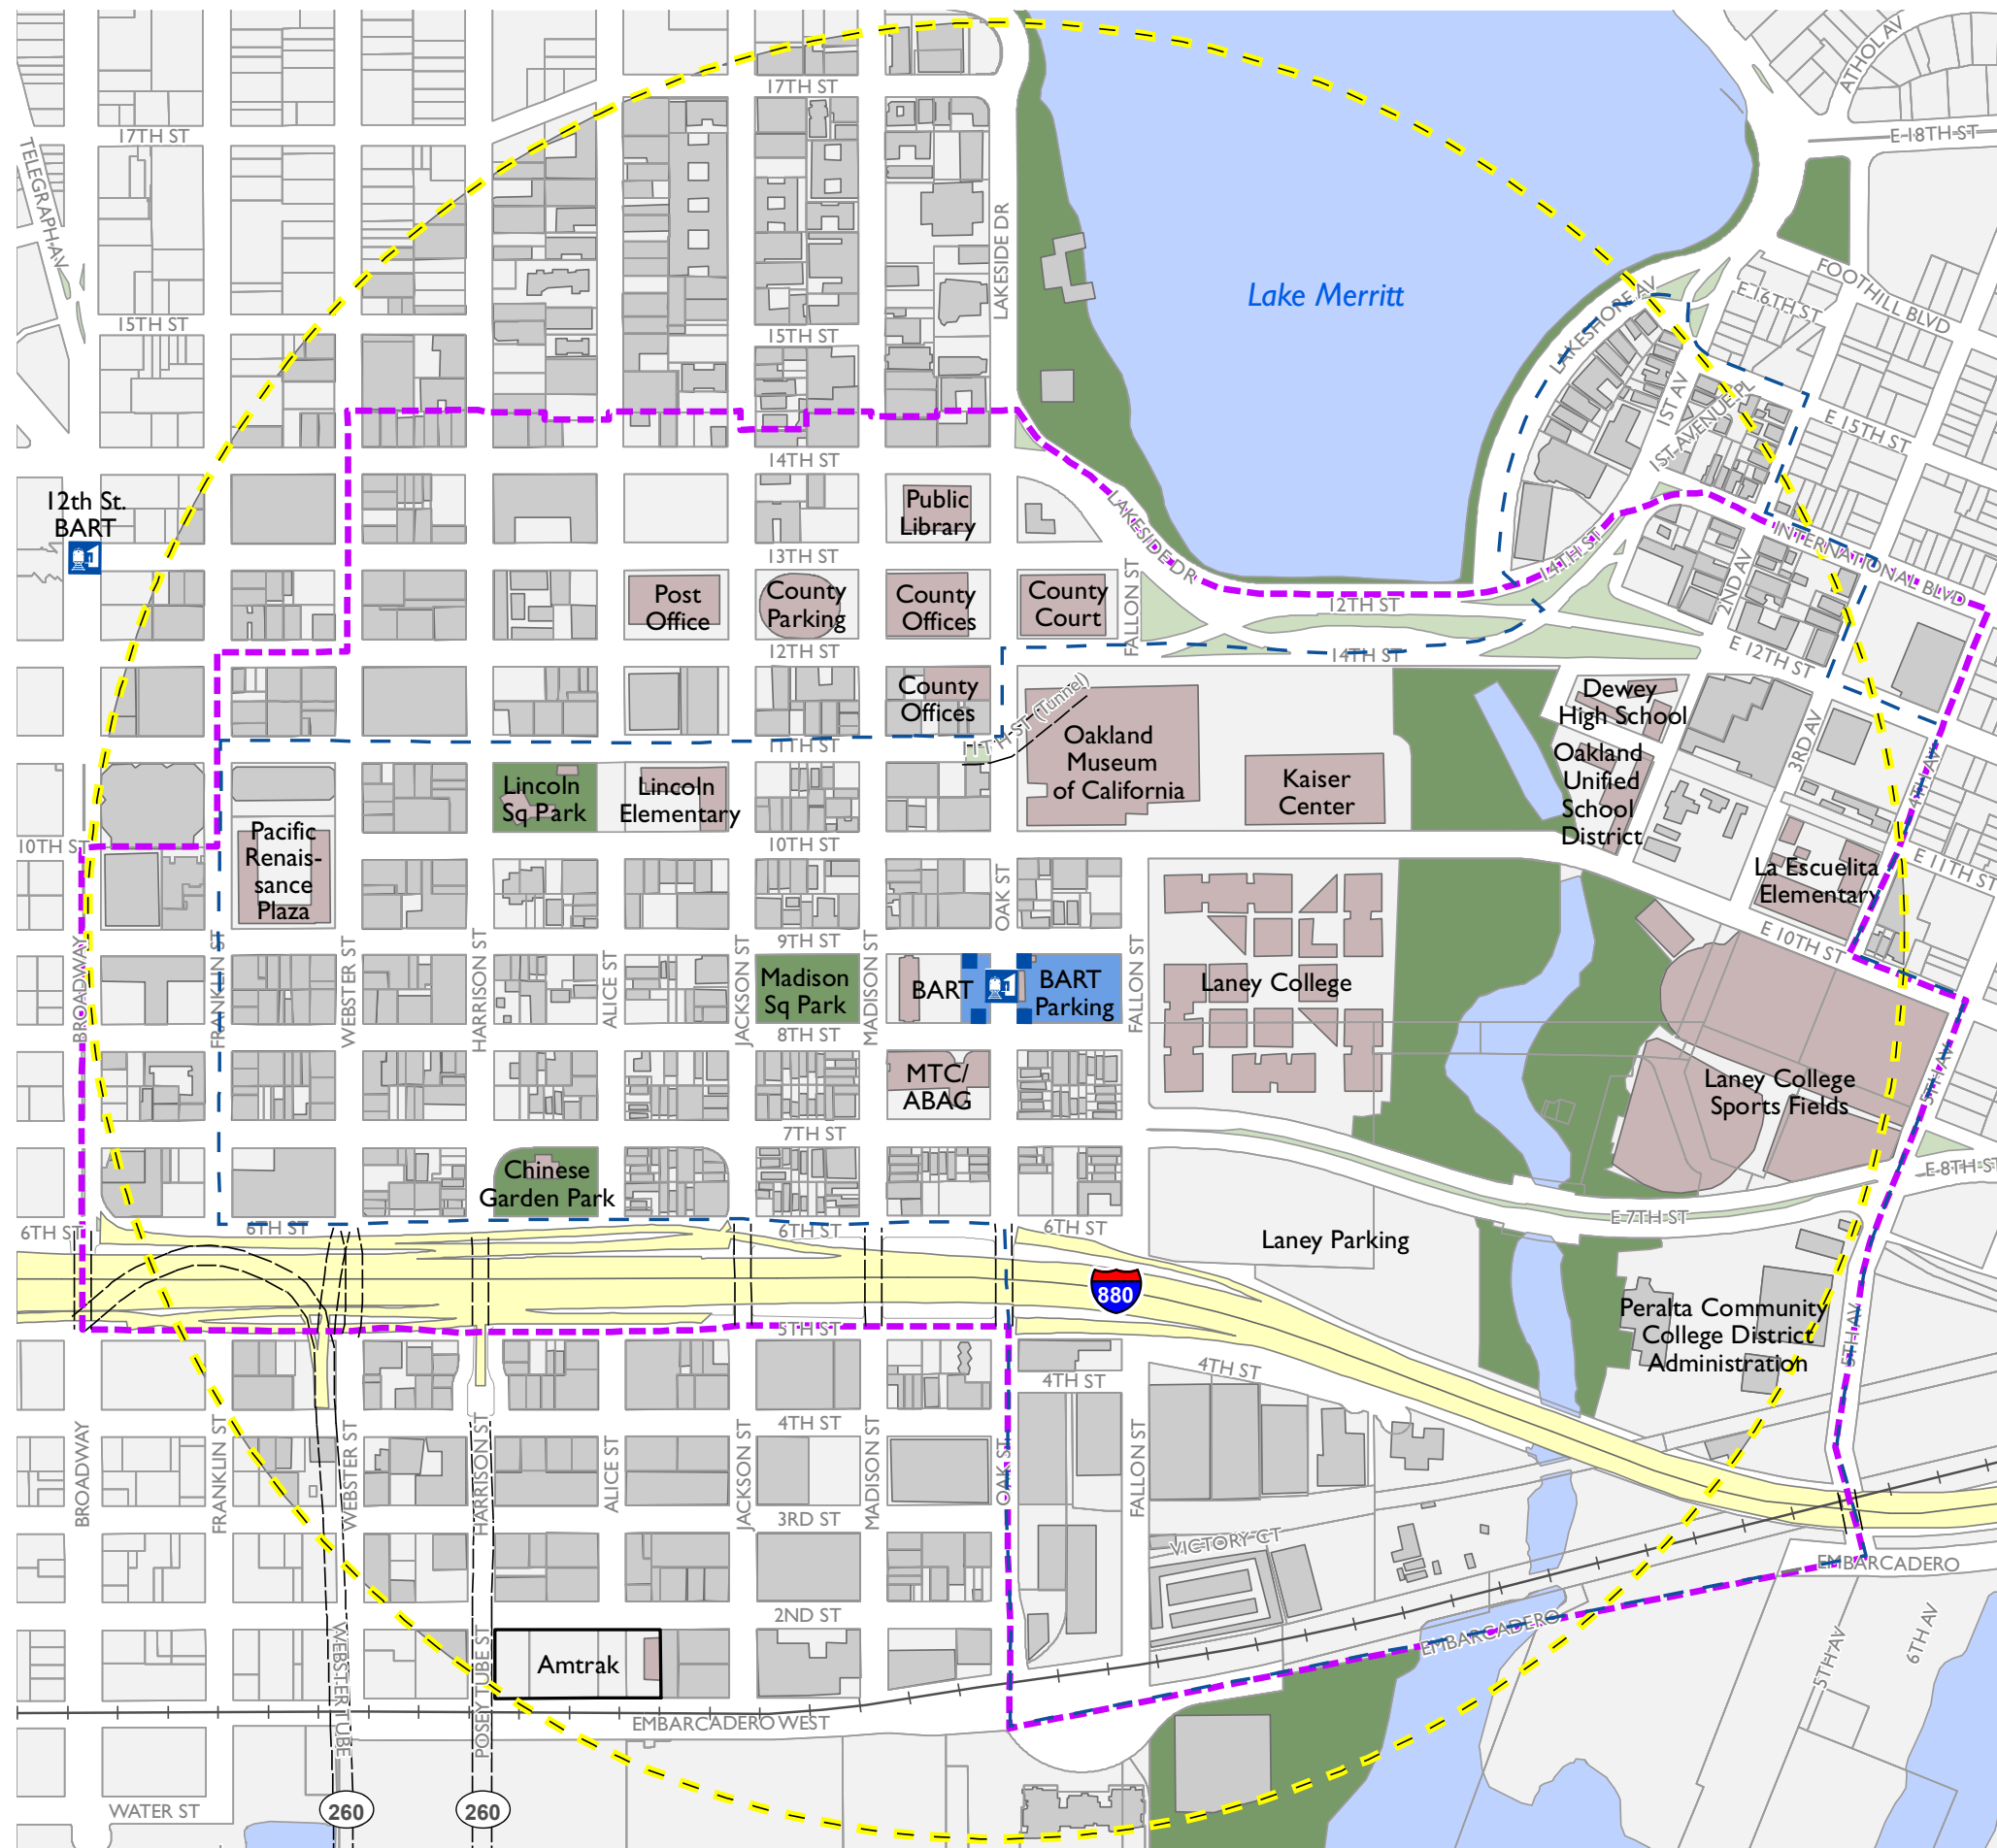 17TH ST
ATHOL AV
17TH ST
E 18TH ST
TELEGRAPH AV
LAKESIDE DR
FOOTHILL BLVD
E 16TH ST
Lake Merritt
LAKESHORE AV
15TH ST
15TH ST
1ST AV
1ST AVENUE PL
E 15TH ST
14TH ST
12th St.
BART
Public
Library
LAKESIDE DR
13TH ST
14TH ST
INTERNATIONAL BLVD
2ND AV
FALLON ST
Post
Office
County
Parking
County
Offices
County
Court
12TH ST
12TH ST
14TH ST
E 12TH ST
County
Offices
11TH ST (Tunnel)
11TH ST
Dewey
High School
Oakland
Museum
of California
Kaiser
Center
Oakland
Unified
School
District
3RD AV
4TH AV
Lincoln
Sq Park
Lincoln
Elementary
10TH ST
10TH ST
Pacific
Renais-
sance
Plaza
La Escuelita
Elementary
E 11TH ST
OAK ST
E 10TH ST
9TH ST
BROADWAY
FRANKLIN ST
WEBSTER ST
HARRISON ST
ALICE ST
JACKSON ST
MADISON ST
FALLON ST
Madison
Sq Park
BART
BART
Parking
Laney College
8TH ST
MTC/
ABAG
Laney College
Sports Fields
5TH AV
7TH ST
Chinese
Garden Park
E 8TH ST
E 7TH ST
6TH ST
6TH ST
6TH ST
6TH ST
Laney Parking
880
Peralta Community
College District
Administration
5TH AV
5TH ST
4TH ST
4TH ST
4TH ST
BROADWAY
FRANKLIN ST
WEBSTER ST
HARRISON ST
ALICE ST
JACKSON ST
MADISON ST
OAK ST
FALLON ST
3RD ST
VICTORY CT
EMBARCADERO
2ND ST
EMBARCADERO
Amtrak
WEBSTER TUBE
POSEY TUBE ST
5TH AV
6TH AV
EMBARCADERO WEST
WATER ST
260
260